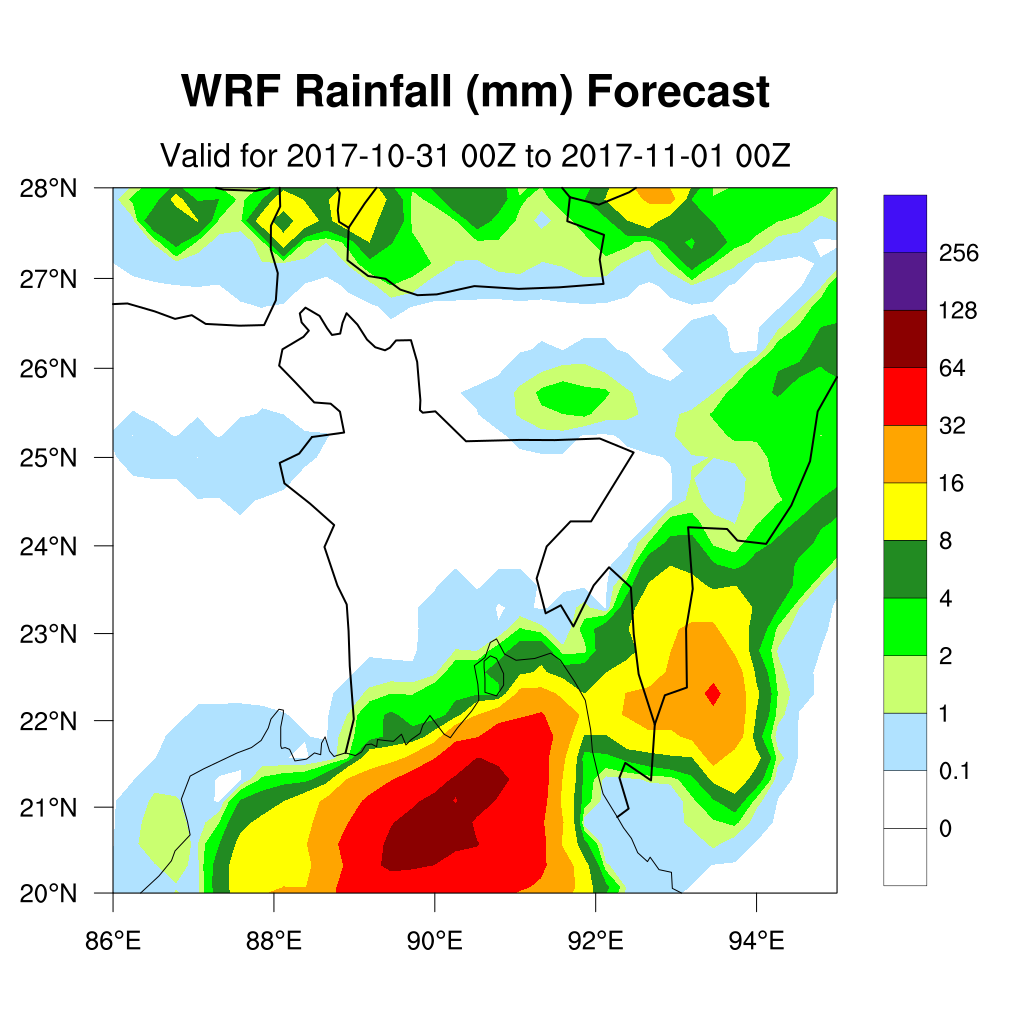 WRF Rainfall (mm) Forecast
Valid for 2017-10-31 00Z to 2017-11-01 00Z
28°N
27°N
26°N
25°N
24°N
23°N
22°N
21°N
20°N
86°E 88°E 90°E 92°E 94°E
256
128
64
32
16
8
4
2
1
0.1
0